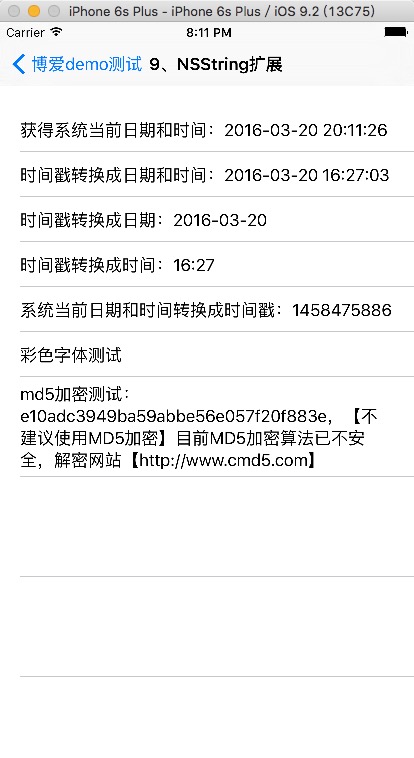 iPhone 6s Plus - iPhone 6s Plus / iOS 9.2 (13C75)
Carrier 8:11 PM
博爱demo测试 9、NSString扩展
获得系统当前日期和时间：2016-03-20 20:11:26
时间戳转换成日期和时间：2016-03-20 16:27:03
时间戳转换成日期：2016-03-20
时间戳转换成时间：16:27
系统当前日期和时间转换成时间戳：1458475886
彩色字体测试
md5加密测试：
e10adc3949ba59abbe56e057f20f883e，【不
建议使用MD5加密】目前MD5加密算法已不安
全，解密网站【http://www.cmd5.com】